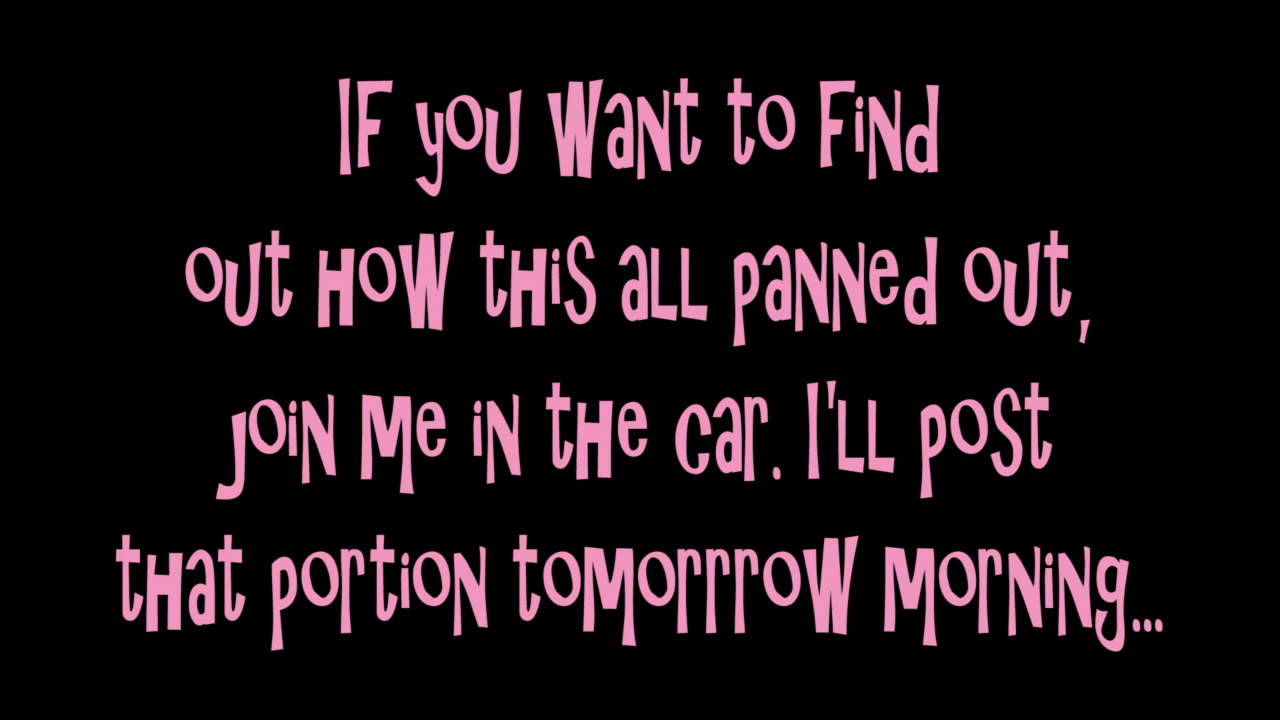 If you want to find
out how this all panned out,
join me in the car. I'll post
that portion tomorrrow morning...